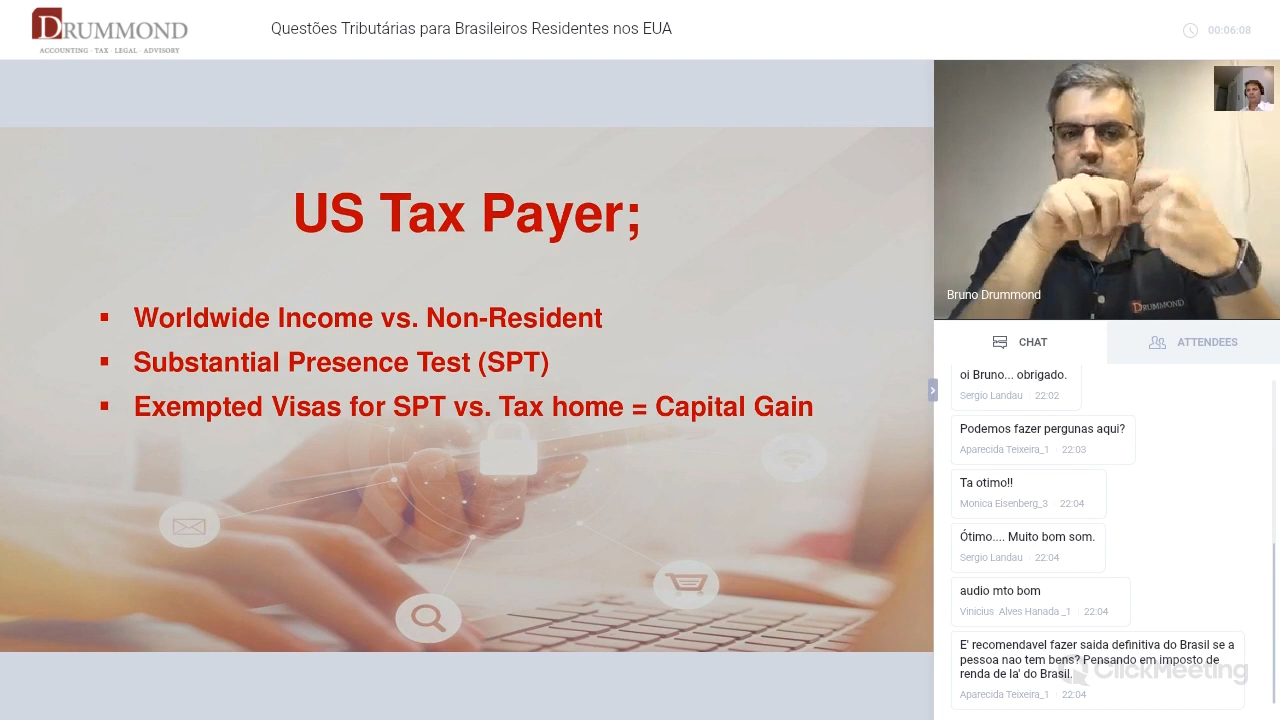 DRUMMOND
ACCOUNTING · TAX · LEGAL · ADVISORY
Questões Tributárias para Brasileiros Residentes nos EUA
00:06:08
US Tax Payer;
▪ Worldwide Income vs. Non-Resident
▪ Substantial Presence Test (SPT)
▪ Exempted Visas for SPT vs. Tax home = Capital Gain
DRUMMOND
Bruno Drummond
CHAT
ATTENDEES
oi Bruno... obrigado.
Sergio Landau · 22:02
Podemos fazer pergunas aqui?
Aparecida Teixeira_1 · 22:03
Ta otimo!!
Monica Eisenberg_3 · 22:04
Ótimo.... Muito bom som.
Sergio Landau · 22:04
audio mto bom
Vinicius Alves Hanada _1 · 22:04
E' recomendavel fazer saida definitiva do Brasil se a
pessoa nao tem bens? Pensando em imposto de
renda de la' do Brasil.
Aparecida Teixeira_1 · 22:04
ClickMeeting